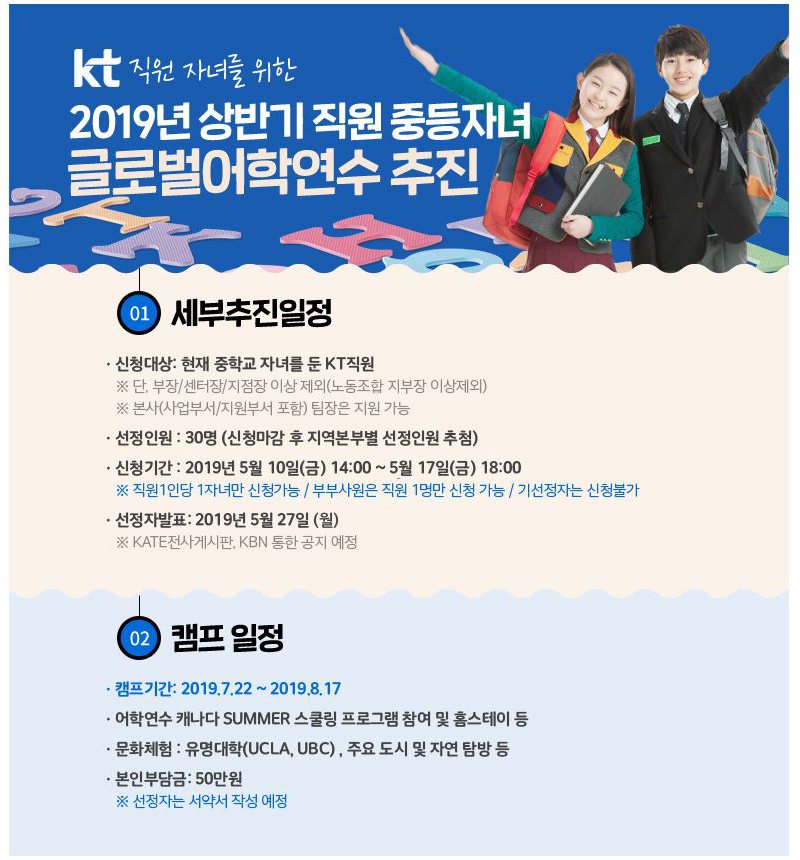 kt 직원 자녀를 위한
2019년 상반기 직원 중등자녀
글로벌어학연수 추진
01 세부추진일정
· 신청대상: 현재 중학교 자녀를 둔 KT직원
※ 단, 부장/센터장/지점장 이상 제외(노동조합 지부장 이상제외)
※ 본사(사업부서/지원부서 포함) 팀장은 지원 가능
· 선정인원 : 30명 (신청마감 후 지역본부별 선정인원 추첨)
· 신청기간 : 2019년 5월 10일(금) 14:00 ~ 5월 17일(금) 18:00
※ 직원1인당 1자녀만 신청가능 / 부부사원은 직원 1명만 신청 가능 / 기선정자는 신청불가
· 선정자발표: 2019년 5월 27일 (월)
※ KATE전사게시판, KBN 통한 공지 예정
02 캠프 일정
· 캠프기간: 2019.7.22 ~ 2019.8.17
· 어학연수 캐나다 SUMMER 스쿨링 프로그램 참여 및 홈스테이 등
· 문화체험 : 유명대학(UCLA, UBC) , 주요 도시 및 자연 탐방 등
· 본인부담금: 50만원
※ 선정자는 서약서 작성 예정